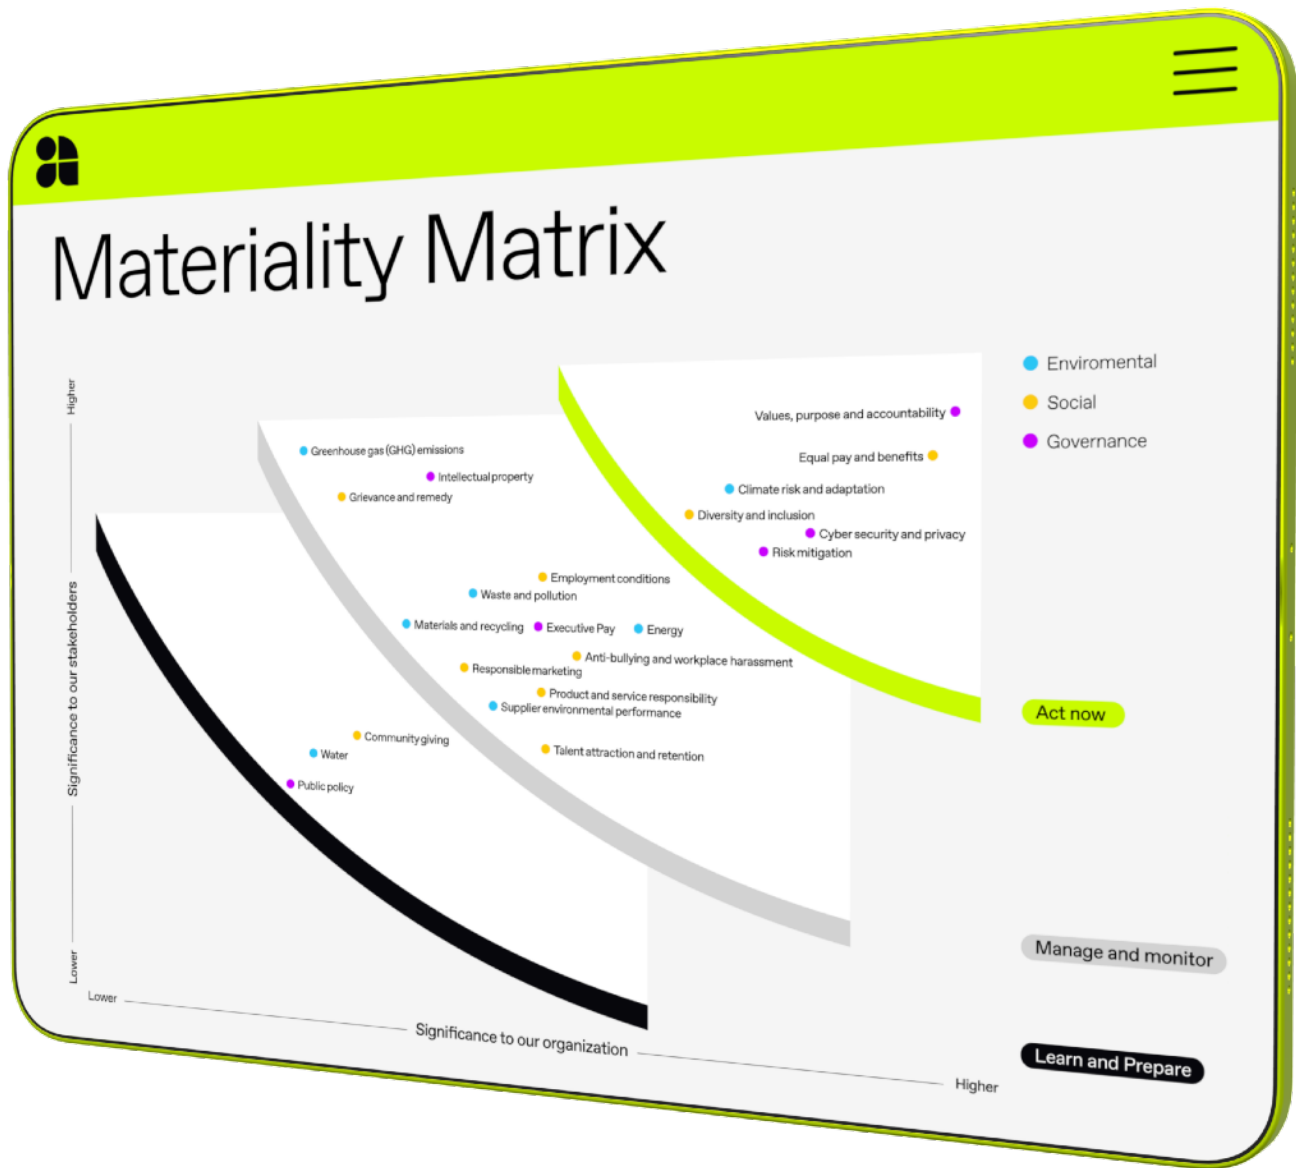 Materiality Matrix
Enviromental
Social
Governance
Higher
Significance to our stakeholders
Lower
Values, purpose and accountability
Equal pay and benefits
Climate risk and adaptation
Diversity and inclusion
Cyber security and privacy
Risk mitigation
Greenhouse gas (GHG) emissions
Intellectual property
Grievance and remedy
Employment conditions
Waste and pollution
Materials and recycling
Executive Pay
Energy
Anti-bullying and workplace harassment
Responsible marketing
Product and service responsibility
Supplier environmental performance
Talent attraction and retention
Community giving
Water
Public policy
Act now
Manage and monitor
Learn and Prepare
Lower
Significance to our organization
Higher